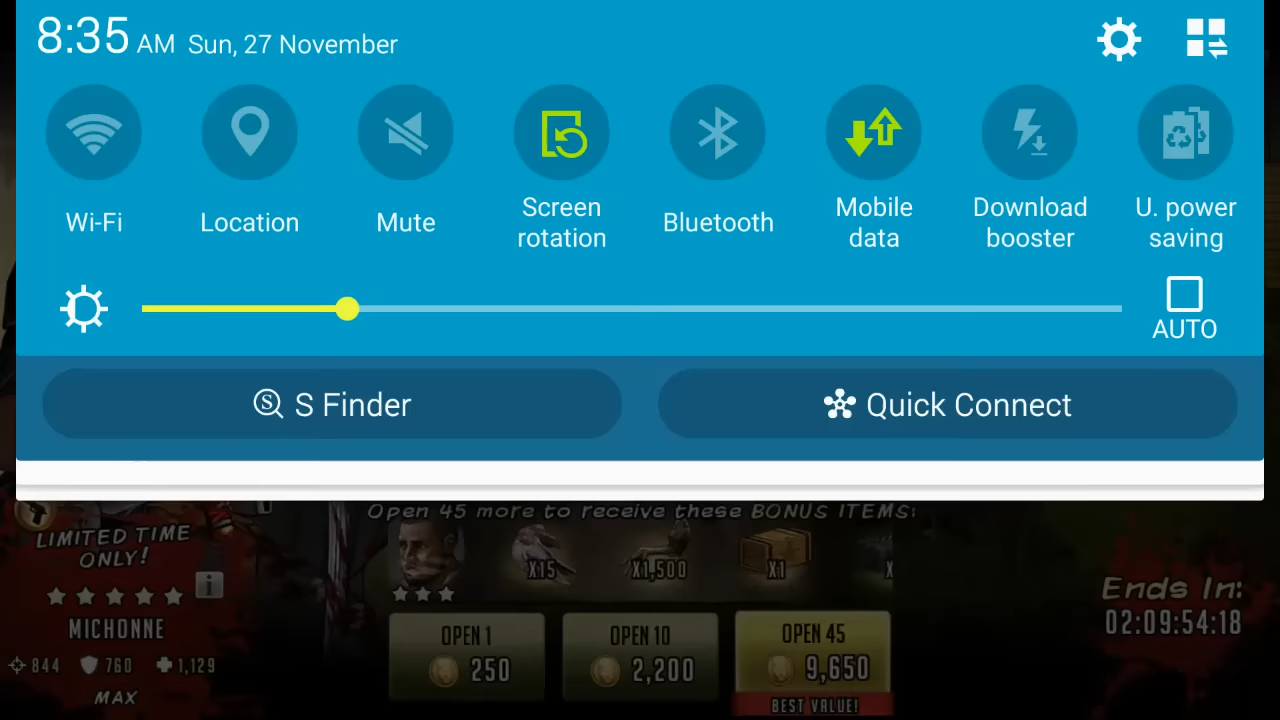 8:35 AM Sun, 27 November
Wi-Fi
Location
Mute
Screen
rotation
Bluetooth
Mobile
data
Download
booster
U. power
saving
AUTO
S Finder
Quick Connect
Open 45 more to receive these BONUS ITEMS:
LIMITED TIME
ONLY!
MICHONNE
844 760 1,129
MAX
X15
X1,500
X1
X
OPEN 1
250
OPEN 10
2,200
OPEN 45
9,650
BEST VALUE!
Ends In:
02:09:54:18